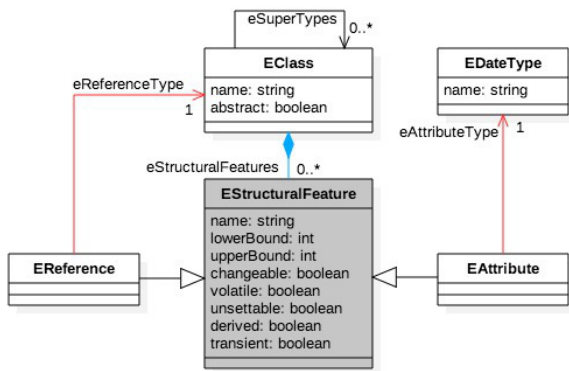 eSuperTypes
0..*
EClass
name: string
abstract: boolean
EDateType
name: string
eReferenceType
1
eAttributeType
1
eStructuralFeatures
0..*
EStructuralFeature
name: string
lowerBound: int
upperBound: int
changeable: boolean
volatile: boolean
unsettable: boolean
derived: boolean
transient: boolean
EReference
EAttribute